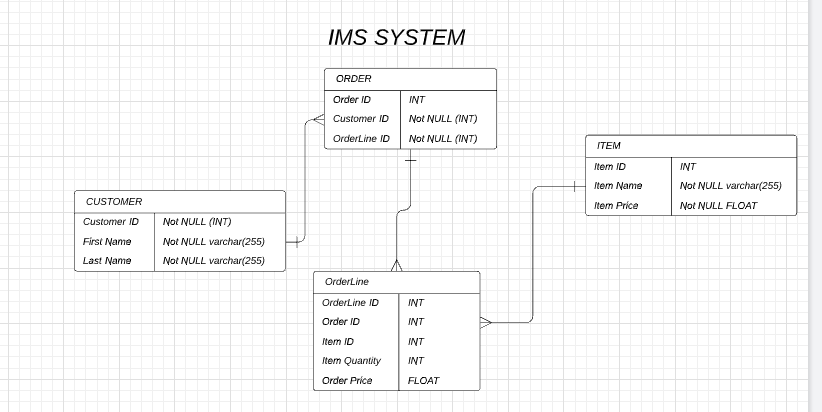 IMS SYSTEM
ORDER
Order ID INT
Customer ID Not NULL (INT)
OrderLine ID Not NULL (INT)
ITEM
Item ID INT
Item Name Not NULL varchar(255)
Item Price Not NULL FLOAT
CUSTOMER
Customer ID Not NULL (INT)
First Name Not NULL varchar(255)
Last Name Not NULL varchar(255)
OrderLine
OrderLine ID INT
Order ID INT
Item ID INT
Item Quantity INT
Order Price FLOAT